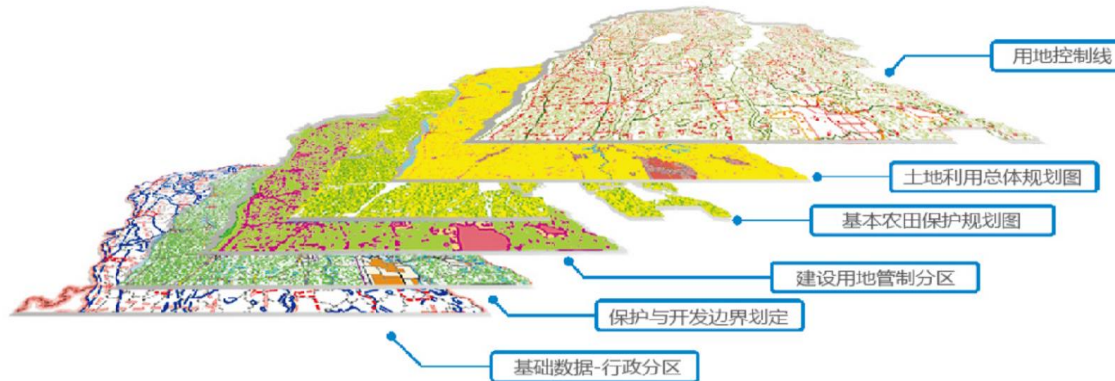 用地控制线
土地利用总体规划图
基本农田保护规划图
建设用地管制分区
保护与开发边界划定
基础数据-行政分区